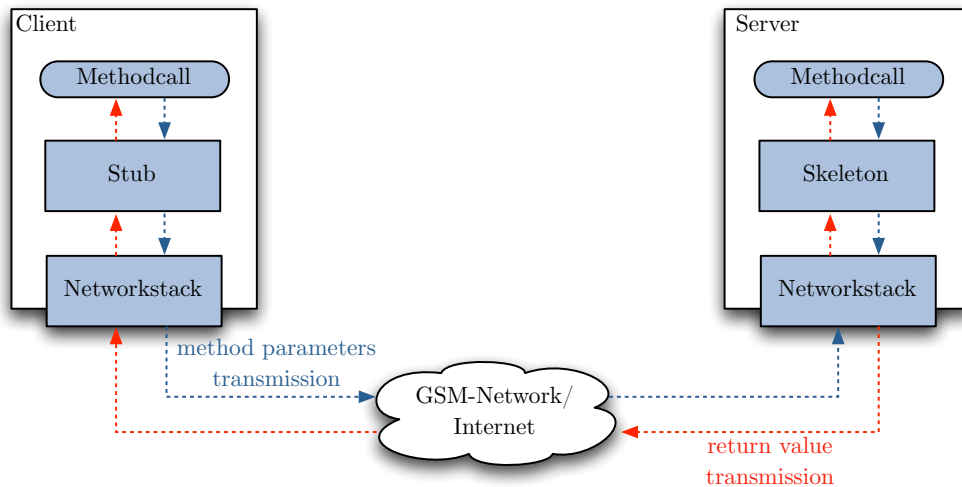 Client
Methodcall
Stub
Networkstack
Server
Methodcall
Skeleton
Networkstack
method parameters
transmission
GSM-Network/
Internet
return value
transmission